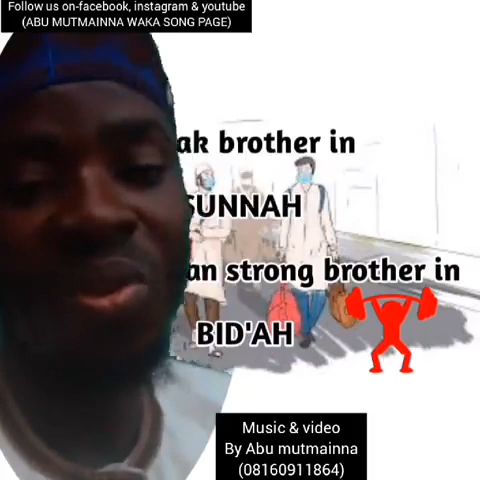 Follow us on-facebook, instagram & youtube
(ABU MUTMAINNA WAKA SONG PAGE)
ak brother in
SUNNAH
an strong brother in
BID'AH
Music & video
By Abu mutmainna
(08160911864)